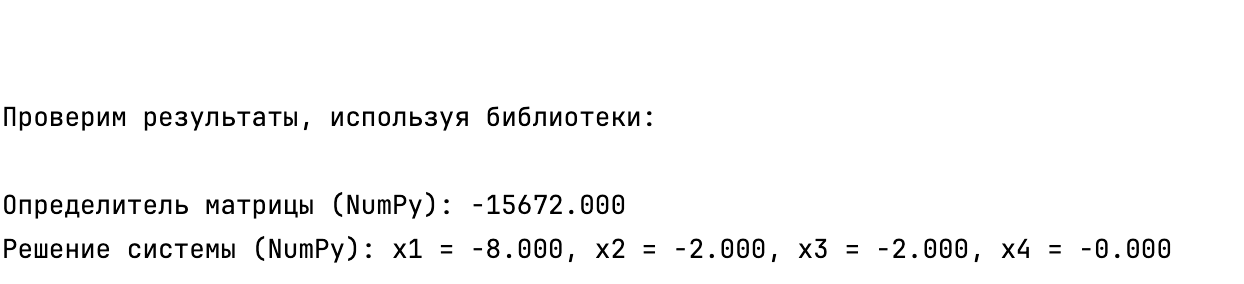 Проверим результаты, используя библиотеки:
Определитель матрицы (NumPy): -15672.000
Решение системы (NumPy): x1 = -8.000, x2 = -2.000, x3 = -2.000, x4 = -0.000